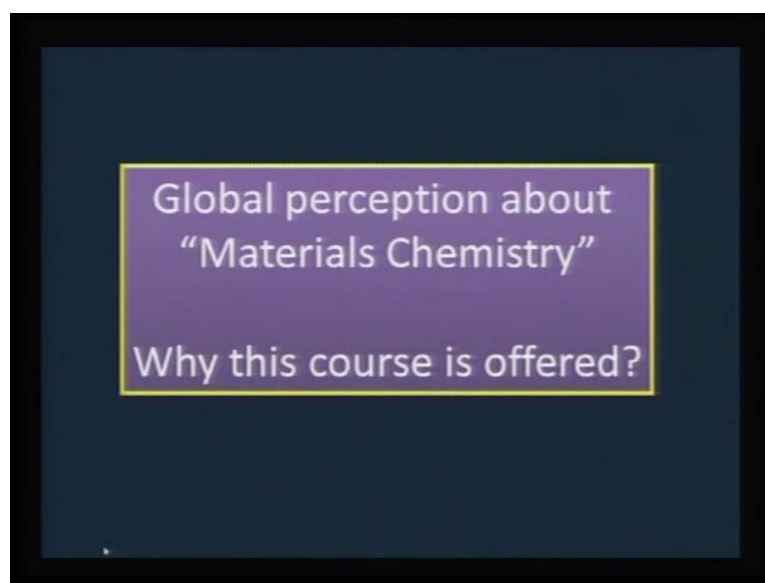 Global perception about
“Materials Chemistry”
Why this course is offered?